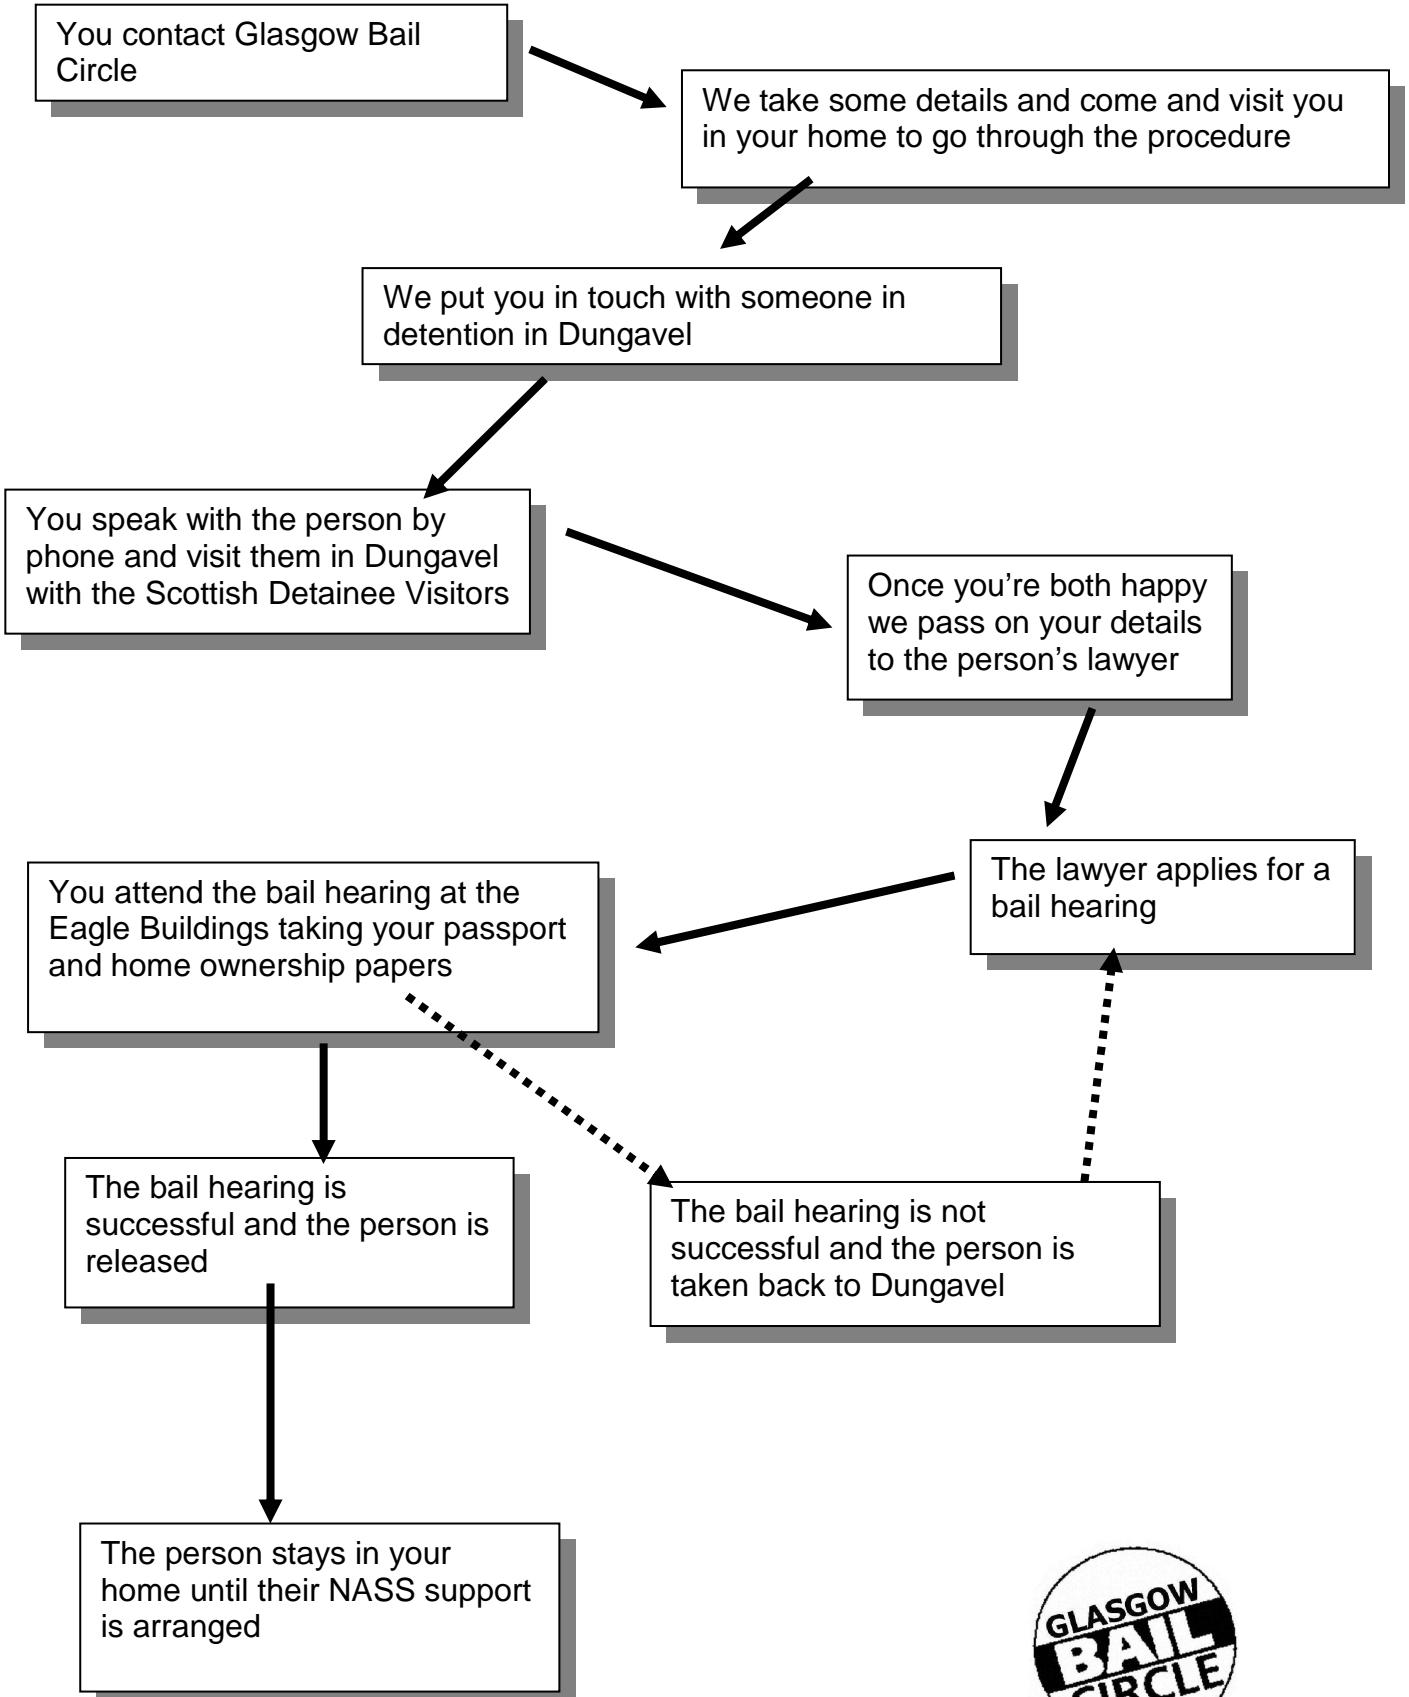 You contact Glasgow Bail
Circle
We take some details and come and visit you
in your home to go through the procedure
We put you in touch with someone in
detention in Dungavel
You speak with the person by
phone and visit them in Dungavel
with the Scottish Detainee Visitors
Once you’re both happy
we pass on your details
to the person’s lawyer
The lawyer applies for a
bail hearing
You attend the bail hearing at the
Eagle Buildings taking your passport
and home ownership papers
The bail hearing is
successful and the person is
released
The bail hearing is not
successful and the person is
taken back to Dungavel
The person stays in your
home until their NASS support
is arranged
GLASGOW
BAIL
CIRCLE